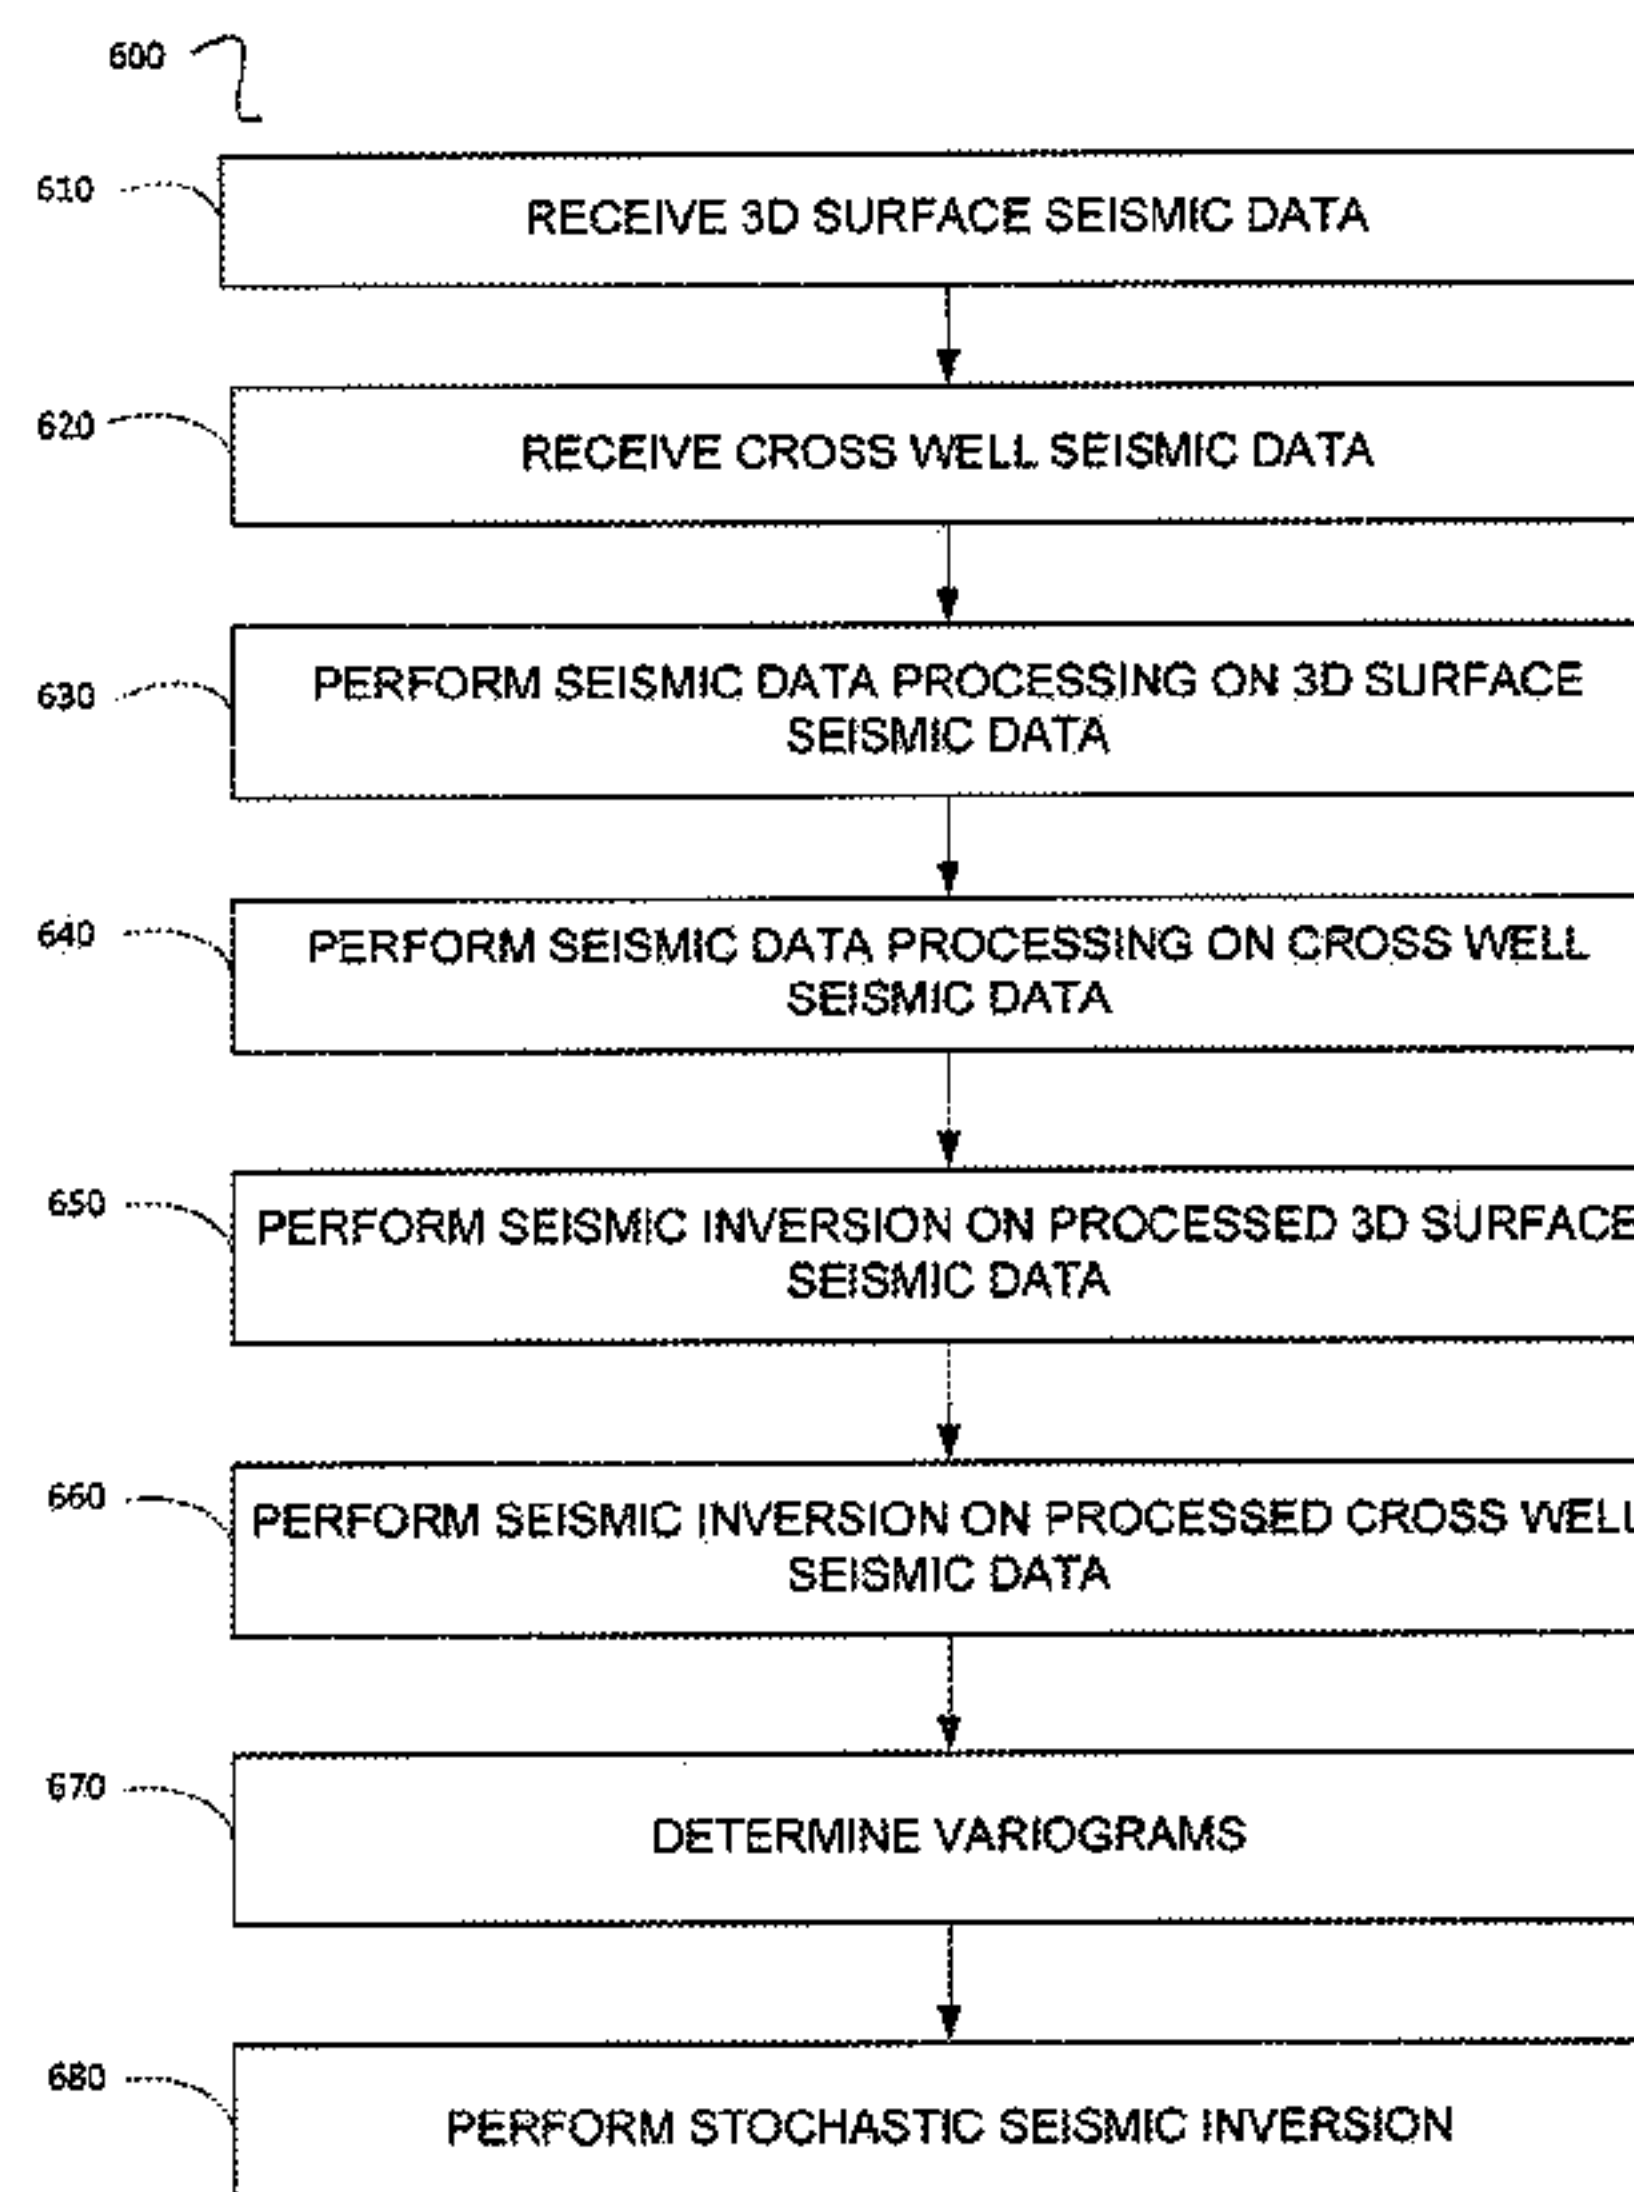 600
610
RECEIVE 3D SURFACE SEISMIC DATA
620
RECEIVE CROSS WELL SEISMIC DATA
630
PERFORM SEISMIC DATA PROCESSING ON 3D SURFACE
SEISMIC DATA
640
PERFORM SEISMIC DATA PROCESSING ON CROSS WELL
SEISMIC DATA
650
PERFORM SEISMIC INVERSION ON PROCESSED 3D SURFACE
SEISMIC DATA
660
PERFORM SEISMIC INVERSION ON PROCESSED CROSS WELL
SEISMIC DATA
670
DETERMINE VARIOGRAMS
680
PERFORM STOCHASTIC SEISMIC INVERSION